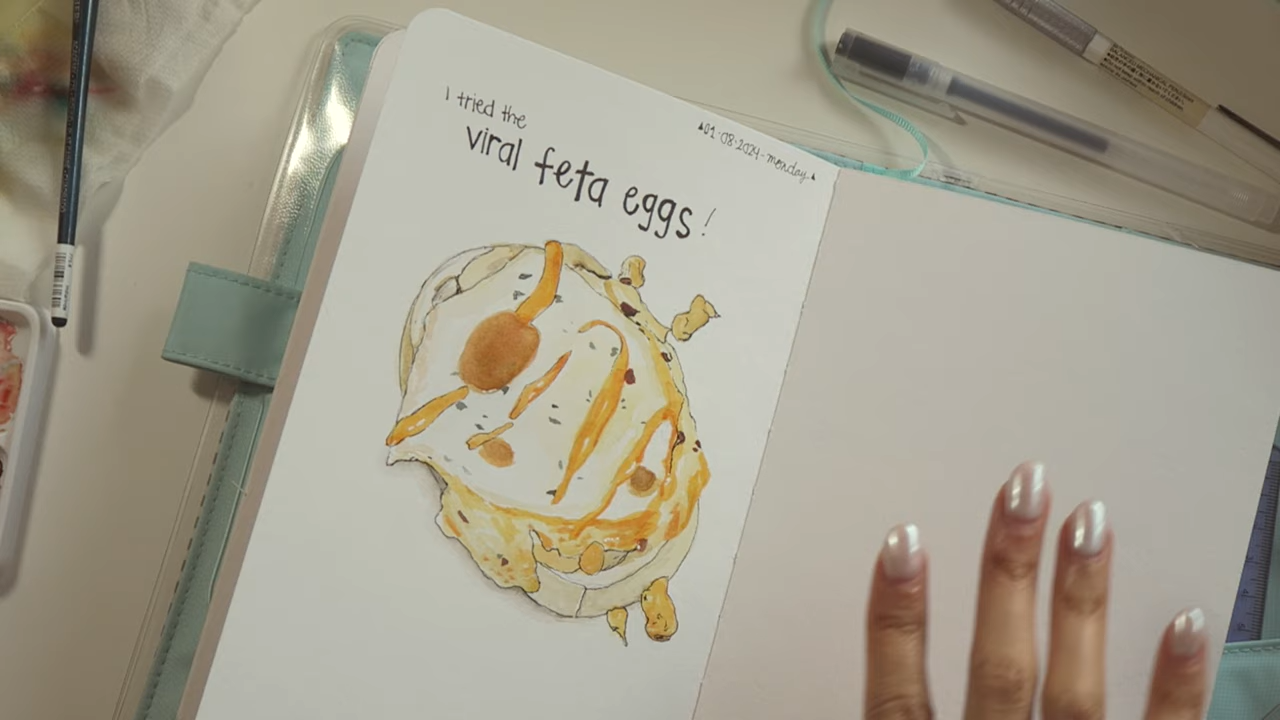 I tried the
viral feta eggs!
▲01·08·2024-monday▲